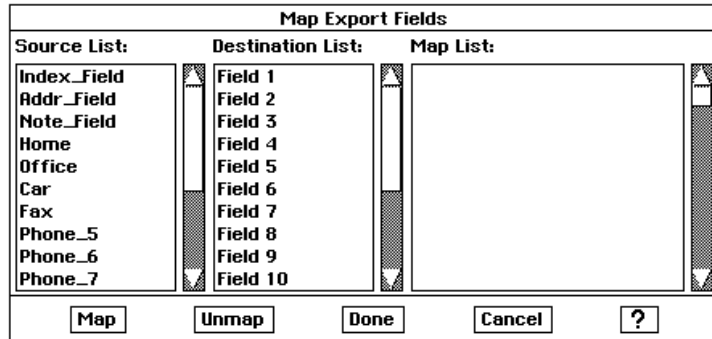 Map Export Fields
Source List:
Destination List:
Map List:
Index_Field
Addr_Field
Note_Field
Home
Office
Car
Fax
Phone_5
Phone_6
Phone_7
Field 1
Field 2
Field 3
Field 4
Field 5
Field 6
Field 7
Field 8
Field 9
Field 10
Map
Unmap
Done
Cancel
?